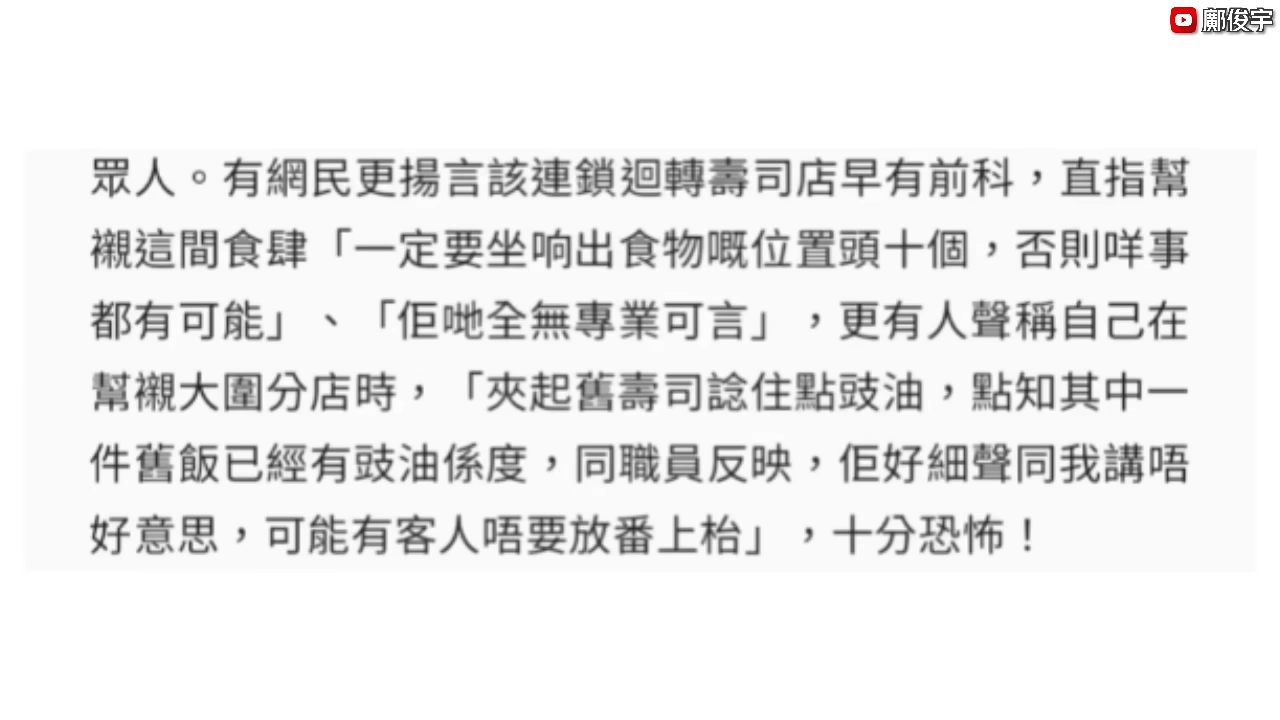 鄺俊宇
眾人。有網民更揚言該連鎖迴轉壽司店早有前科，直指幫
襯這間食肆「一定要坐响出食物嘅位置頭十個，否則咩事
都有可能」、「佢哋全無專業可言」，更有人聲稱自己在
幫襯大圍分店時，「夾起舊壽司諗住點豉油，點知其中一
件舊飯已經有豉油係度，同職員反映，佢好細聲同我講唔
好意思，可能有客人唔要放番上枱」，十分恐怖！